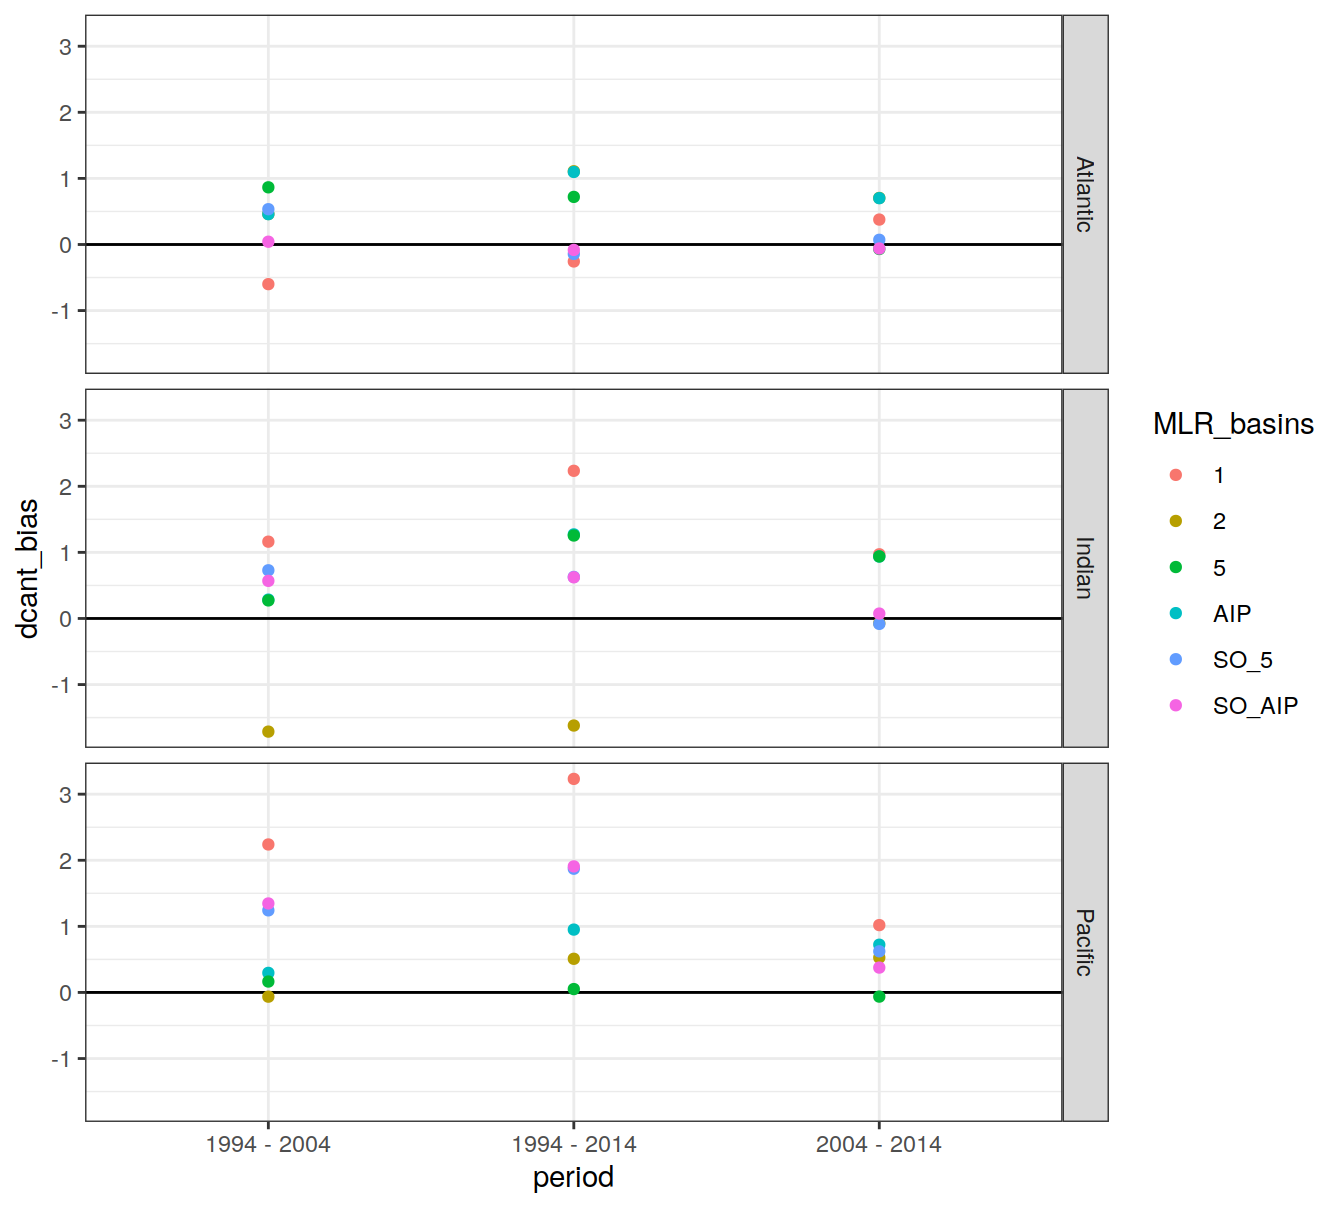 3
2
1
0
-1
Atlantic
3
2
1
0
-1
Indian
3
2
1
0
-1
Pacific
dcant_bias
1994 - 2004
1994 - 2014
2004 - 2014
period
MLR_basins
1
2
5
AIP
SO_5
SO_AIP